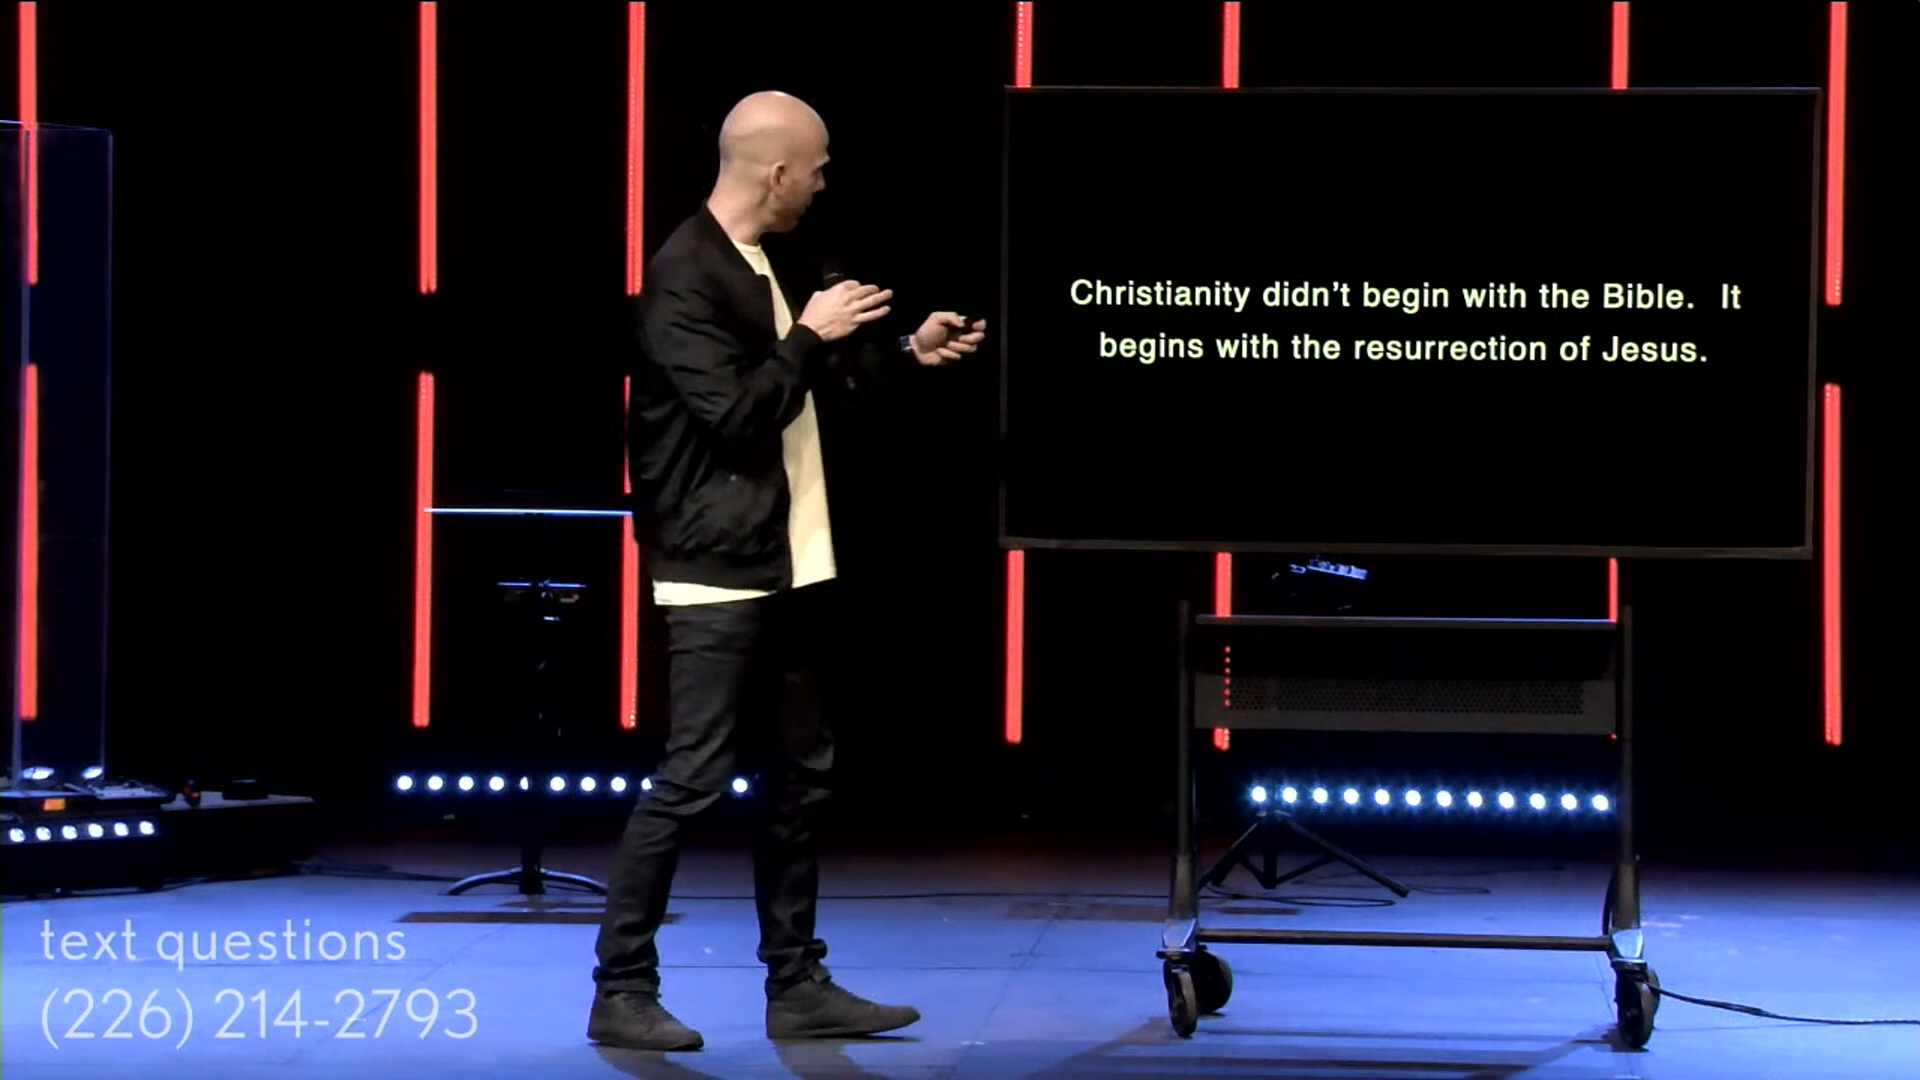 Christianity didn't begin with the Bible. It
begins with the resurrection of Jesus.
text questions
(226) 214-2793